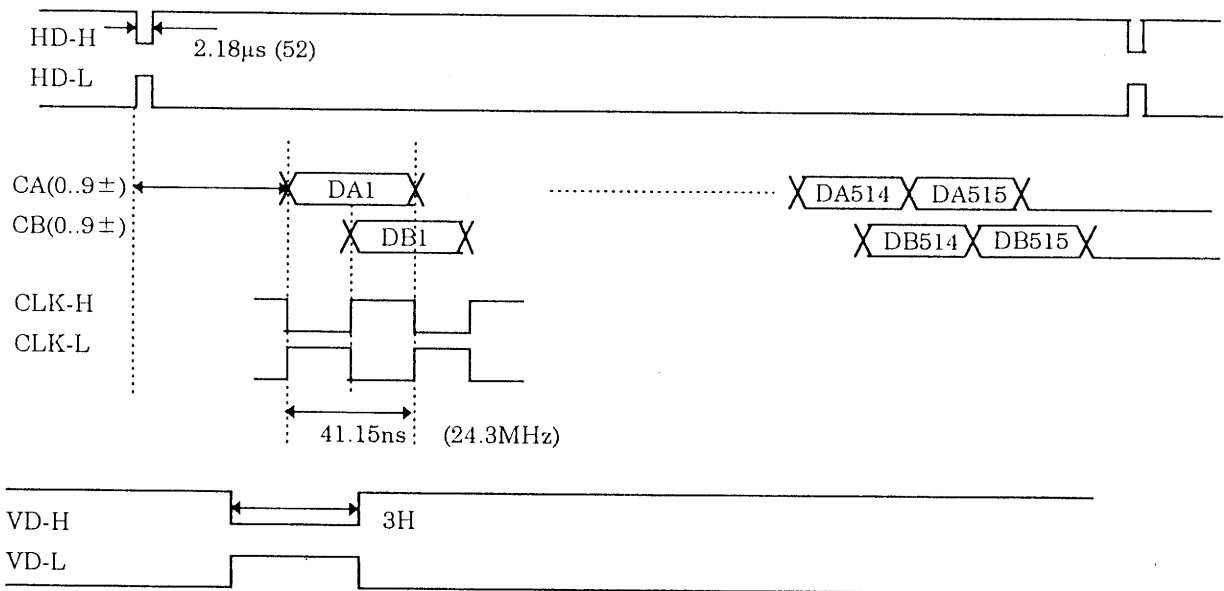 HD-H
2.18µs (52)
HD-L
CA(0..9±)
DA1
DA514
DA515
CB(0..9±)
DB1
DB514
DB515
CLK-H
CLK-L
41.15ns
(24.3MHz)
VD-H
3H
VD-L